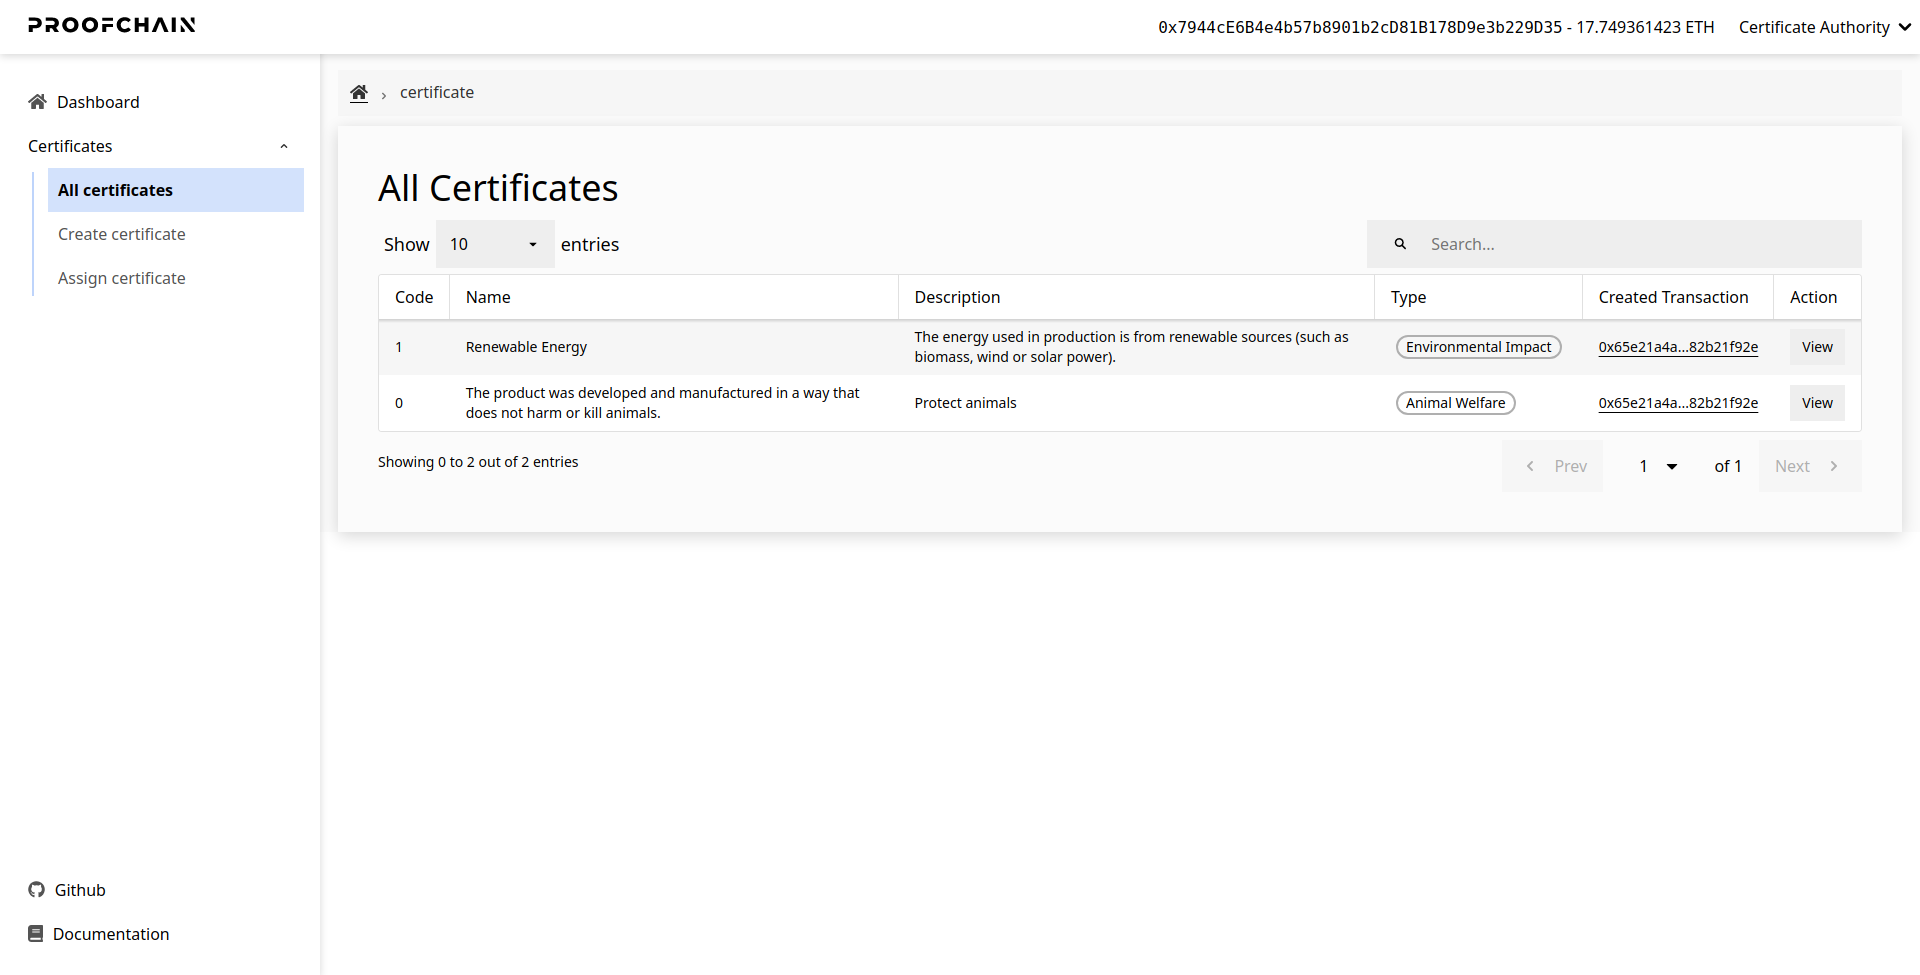 PROOFCHAIN
0x7944cE6B4e4b57b8901b2cD81B178D9e3b229D35 - 17.749361423 ETH
Certificate Authority
Dashboard
Certificates
All certificates
Create certificate
Assign certificate
Github
Documentation
› certificate
All Certificates
Show 10 entries
Search...
Code Name Description Type Created Transaction Action
1 Renewable Energy The energy used in production is from renewable sources (such as
biomass, wind or solar power). Environmental Impact 0x65e21a4a...82b21f92e View
0 The product was developed and manufactured in a way that
does not harm or kill animals. Protect animals Animal Welfare 0x65e21a4a...82b21f92e View
Showing 0 to 2 out of 2 entries
Prev 1 of 1 Next